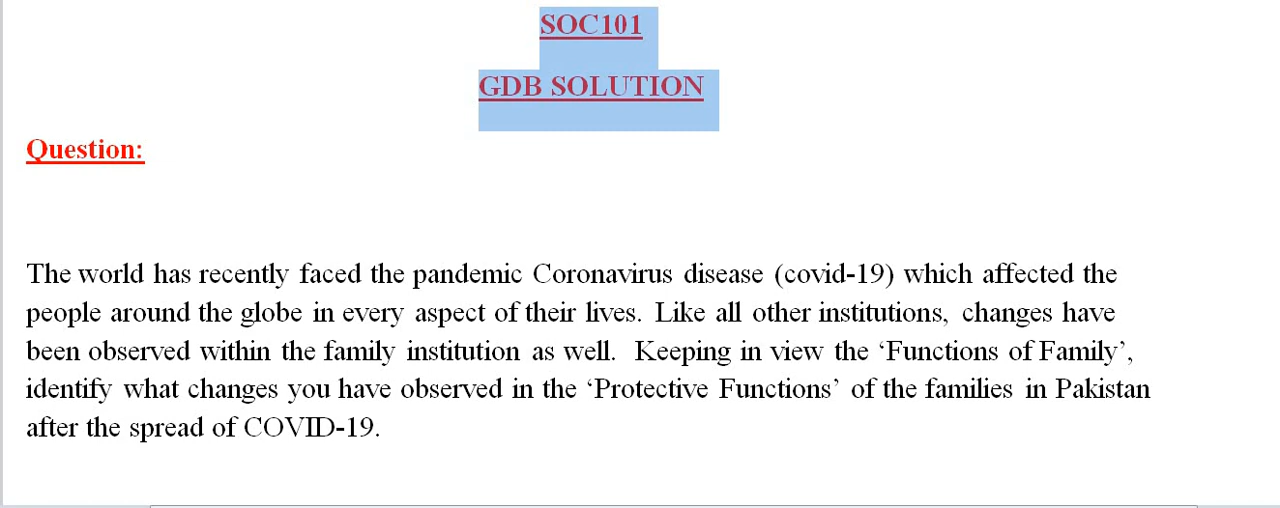 SOC101
GDB SOLUTION
Question:
The world has recently faced the pandemic Coronavirus disease (covid-19) which affected the
people around the globe in every aspect of their lives. Like all other institutions, changes have
been observed within the family institution as well. Keeping in view the ‘Functions of Family’,
identify what changes you have observed in the ‘Protective Functions’ of the families in Pakistan
after the spread of COVID-19.